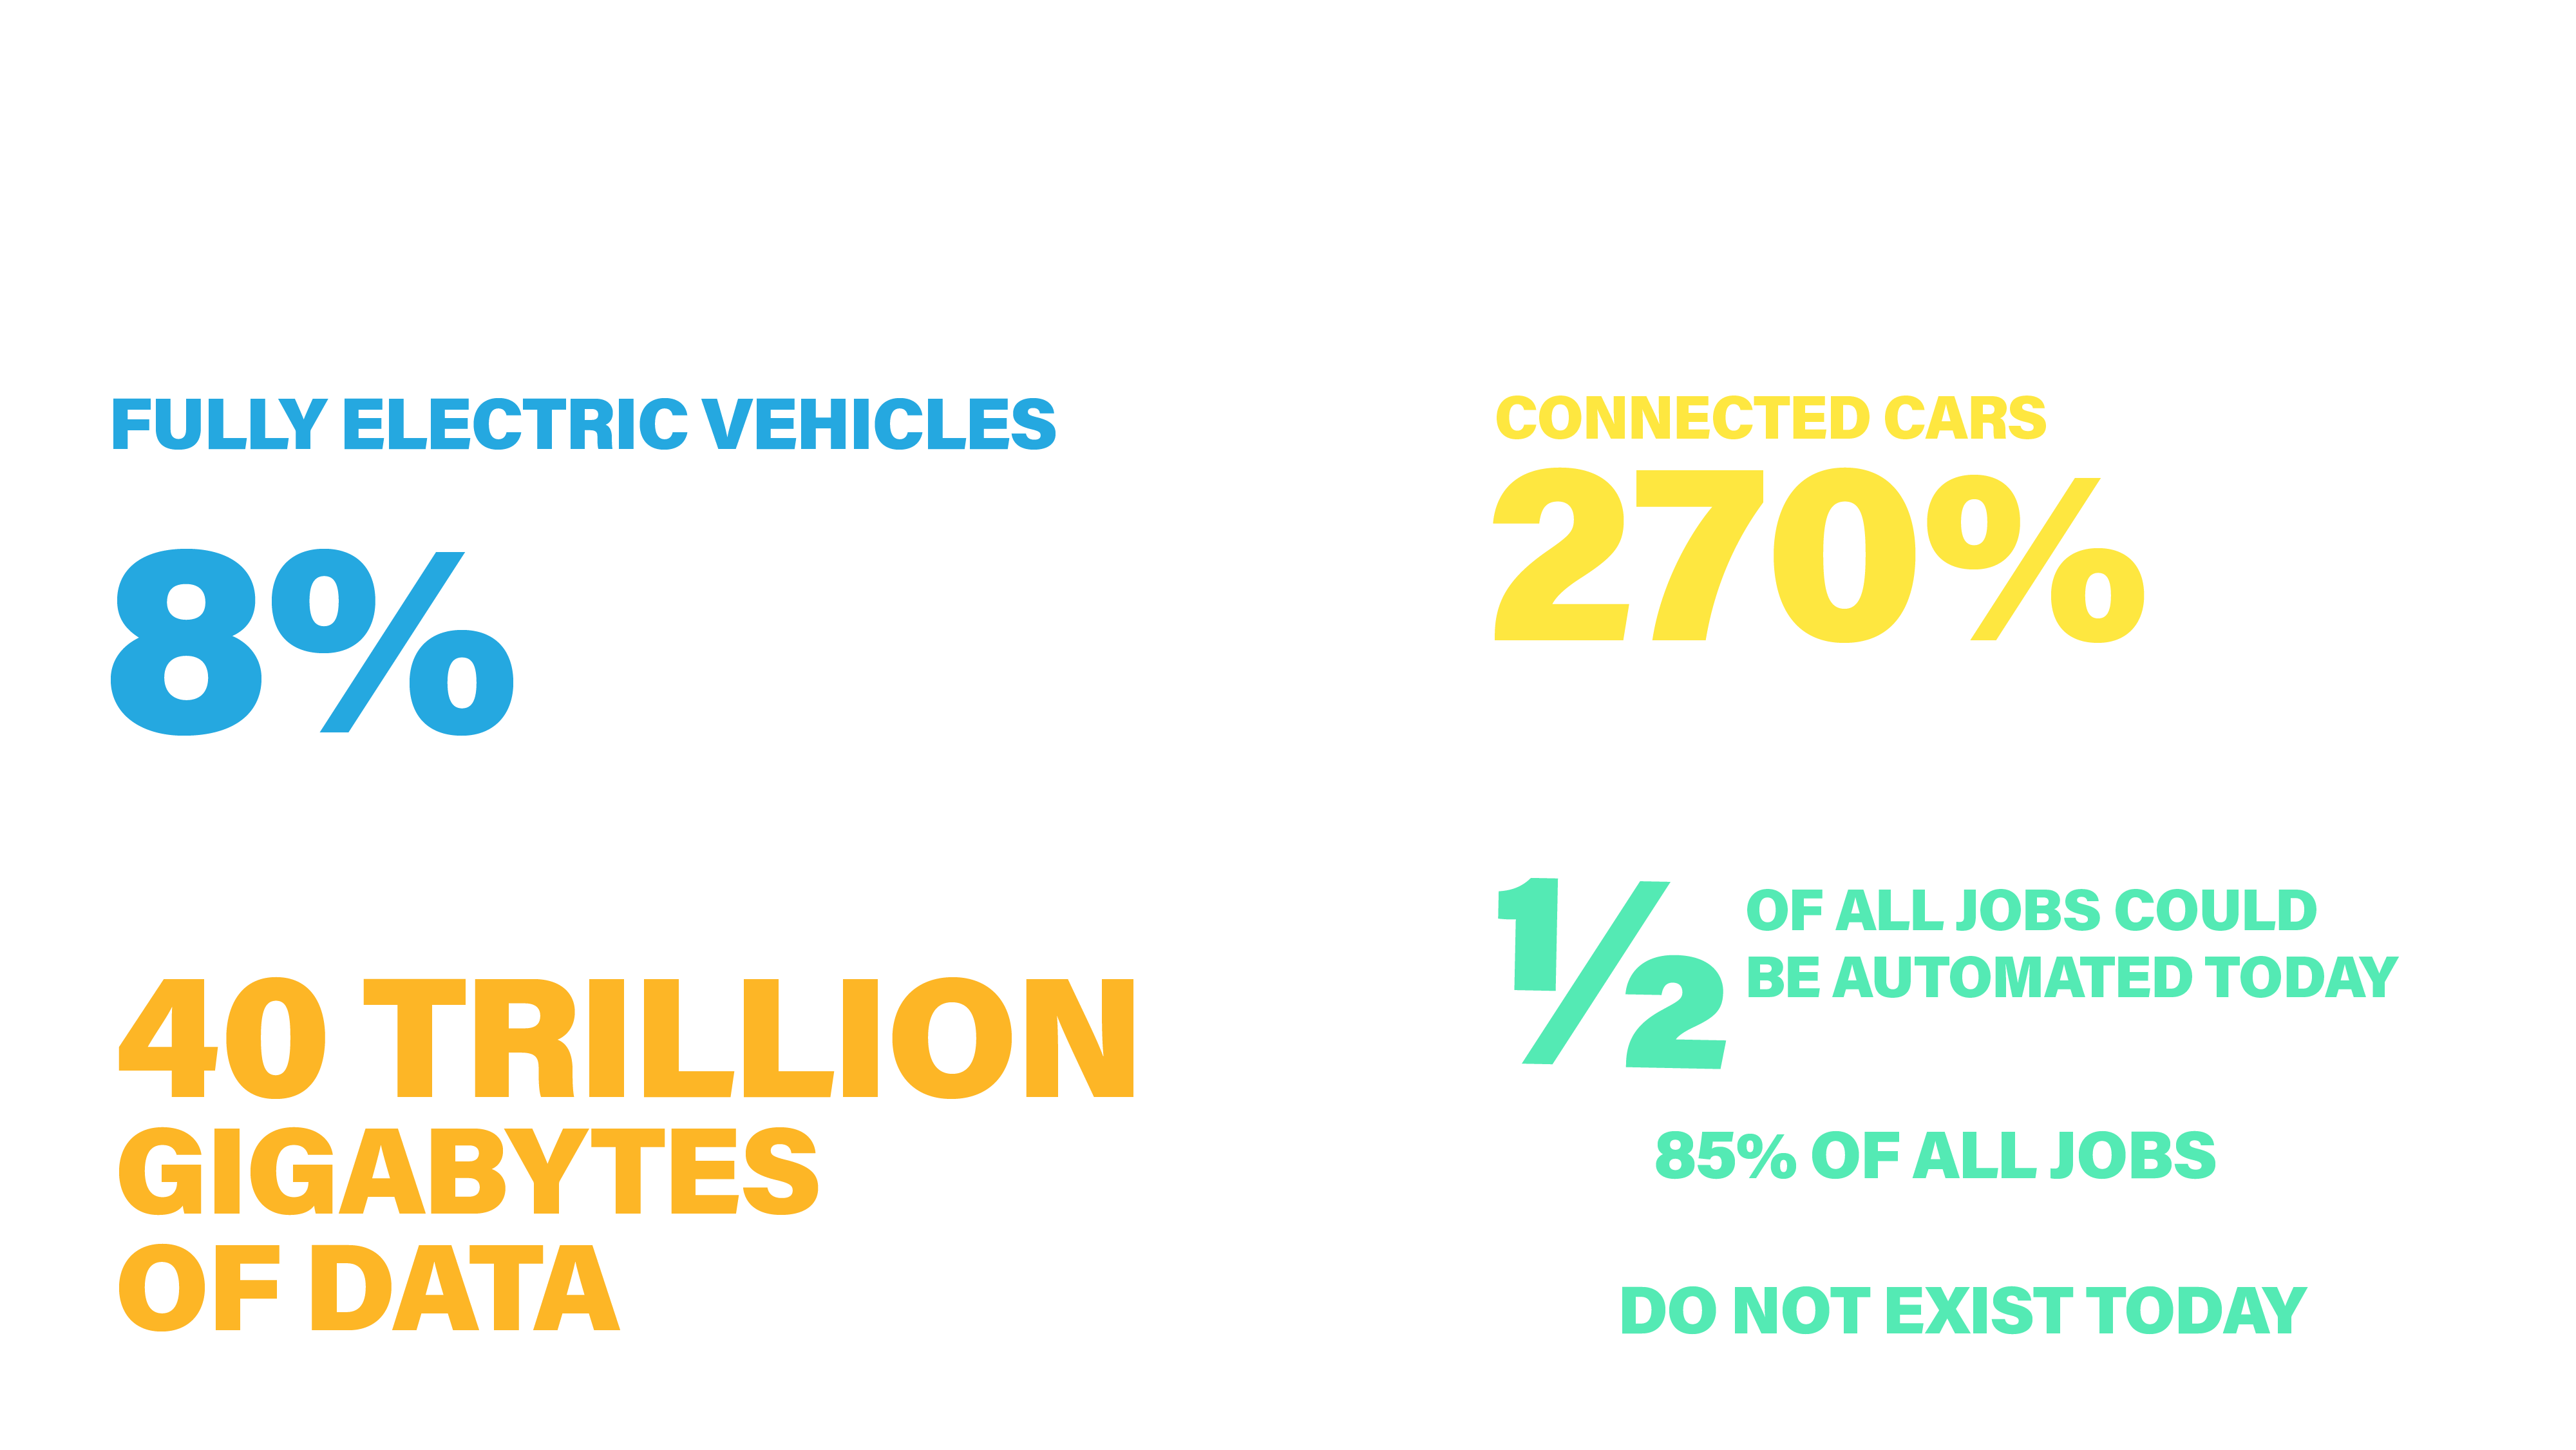 FULLY ELECTRIC VEHICLES
8%
CONNECTED CARS
270%
40 TRILLION
GIGABYTES
OF DATA
½ OF ALL JOBS COULD
BE AUTOMATED TODAY
85% OF ALL JOBS
DO NOT EXIST TODAY